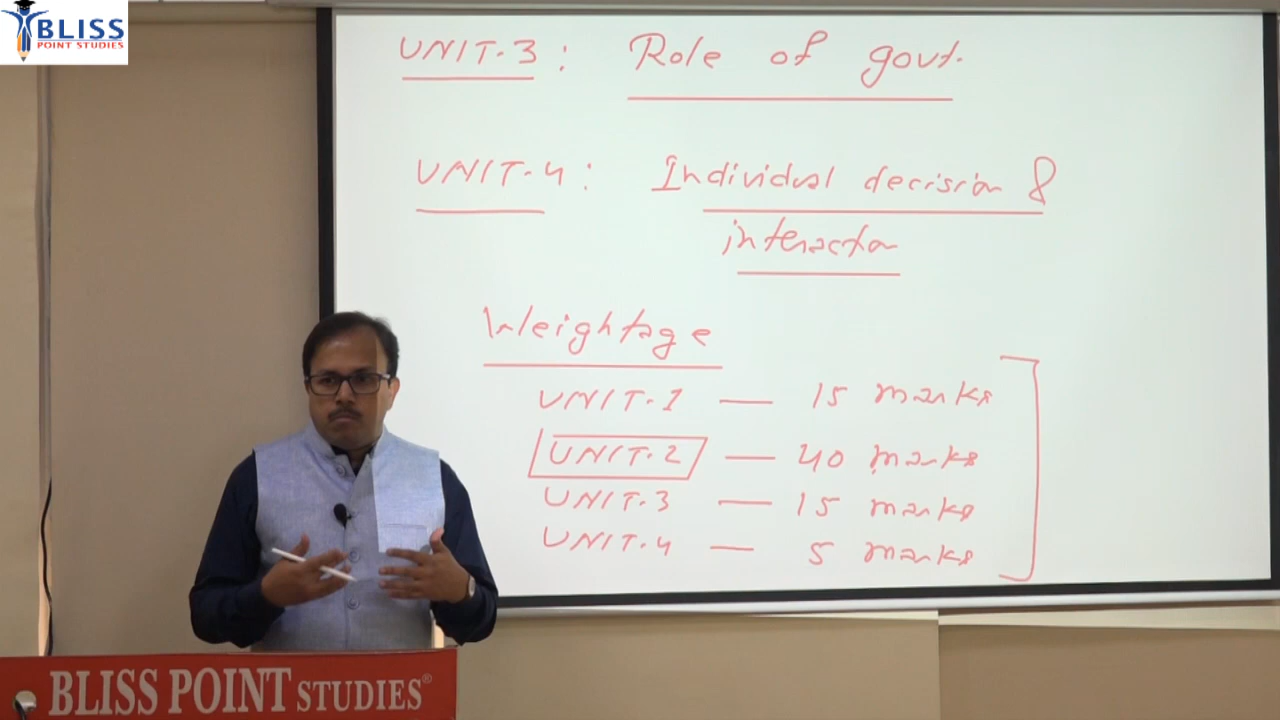 BLISS
POINT STUDIES
UNIT-3 : Role of govt.
UNIT-4 : Individual decision &
interaction
Weightage
UNIT-1 — 15 marks
UNIT-2 — 40 marks
UNIT-3 — 15 marks
UNIT-4 — 5 marks
BLISS POINT STUDIES®